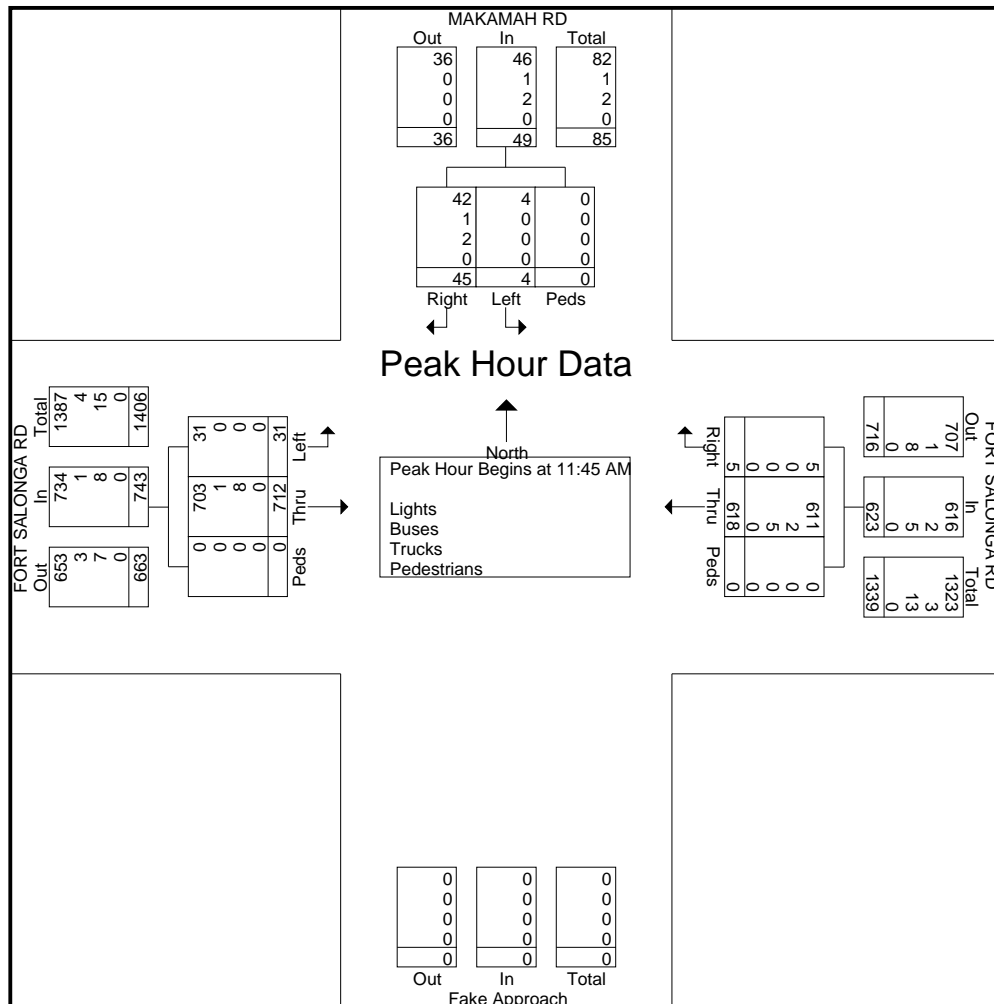 MAKAMAH RD
Out In Total
36 46 82
0 1 1
0 2 2
0 0 0
36 49 85
42 4 0
1 0 0
2 0 0
0 0 0
45 4 0
Right Left Peds
Peak Hour Data
North
Peak Hour Begins at 11:45 AM
Lights
Buses
Trucks
Pedestrians
FORT SALONGA RD
Out In Total
653 734 1387
3 1 4
7 8 15
0 0 0
663 743 1406
31 0 0 0 31
Left
703 1 8 0 712
Thru
0 0 0 0 0
Peds
FORT SALONGA RD
Out In Total
707 616 1323
1 2 3
8 5 13
0 0 0
716 623 1339
Right
5 0 0 0 5
Thru
611 2 5 0 618
Peds
0 0 0 0 0
0 0 0
0 0 0
0 0 0
0 0 0
0 0 0
Out In Total
Fake Approach